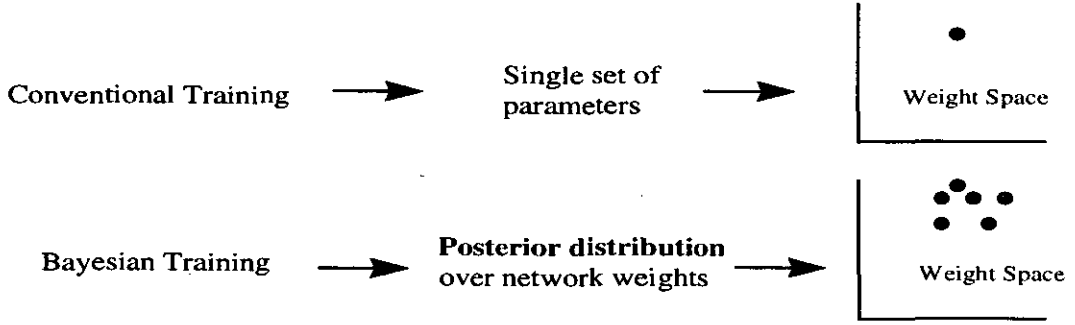 Conventional Training
Single set of
parameters
Weight Space
Bayesian Training
Posterior distribution
over network weights
Weight Space